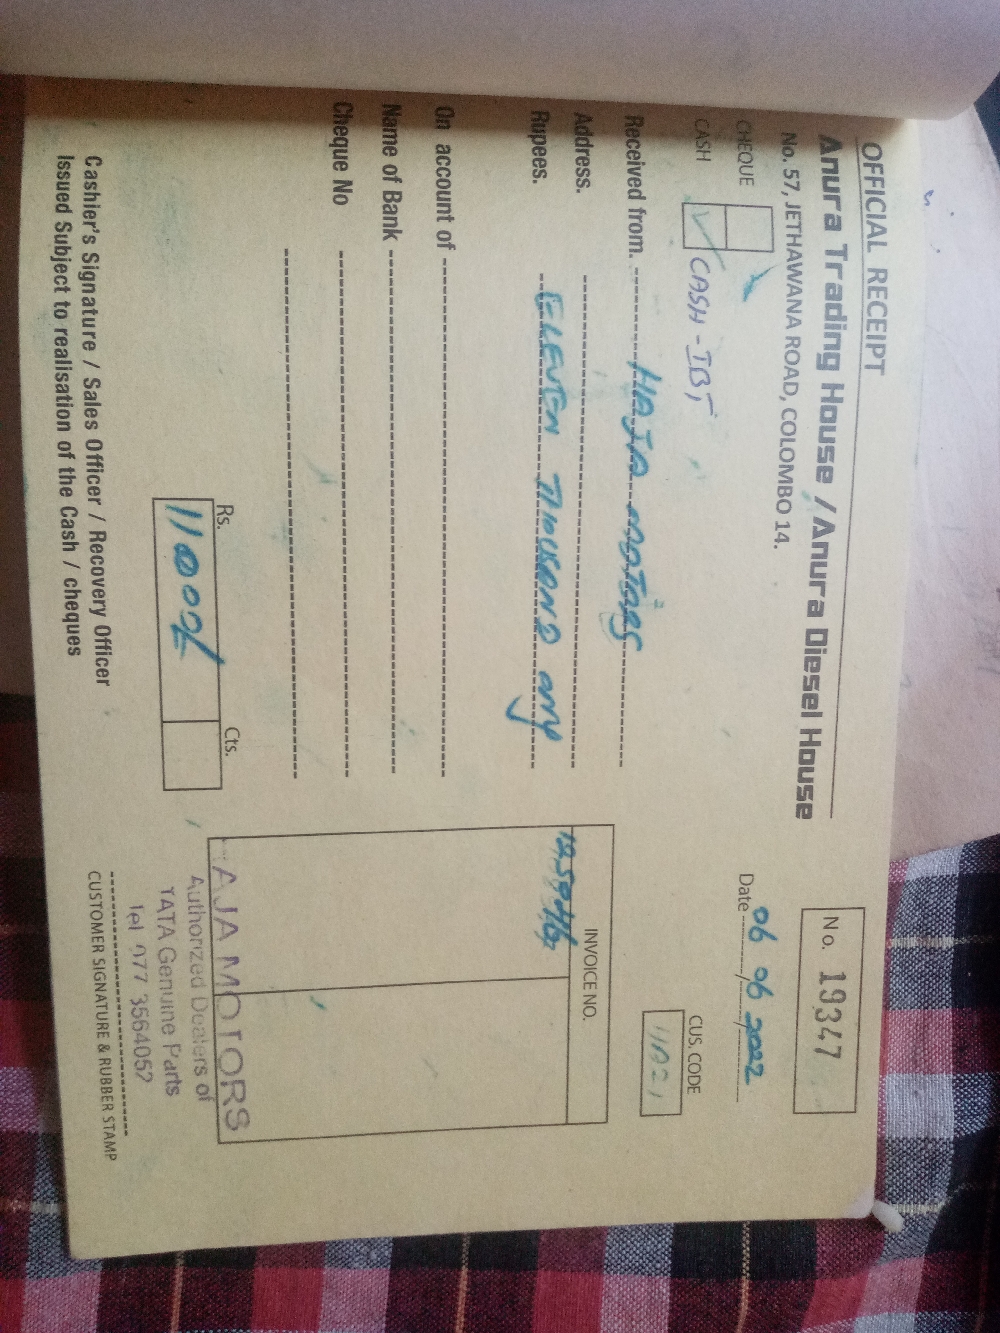 OFFICIAL RECEIPT
Anura Trading House / Anura Diesel House
No. 57, JETHAWANA ROAD, COLOMBO 14.
No. 19347
Date 06/06/2022
CHEQUE
CASH CASH - IBT
CUS. CODE
Received from. HAJA MOTORS
Address.
Rupees. ELEVEN THOUSAND only
INVOICE NO.
On account of
Name of Bank
Cheque No
Rs. Cts.
11000/
AJA MOTORS
Authorized Dealers of
TATA Genuine Parts
Tel 077 3564052
Cashier's Signature / Sales Officer / Recovery Officer
Issued Subject to realisation of the Cash / cheques
CUSTOMER SIGNATURE & RUBBER STAMP